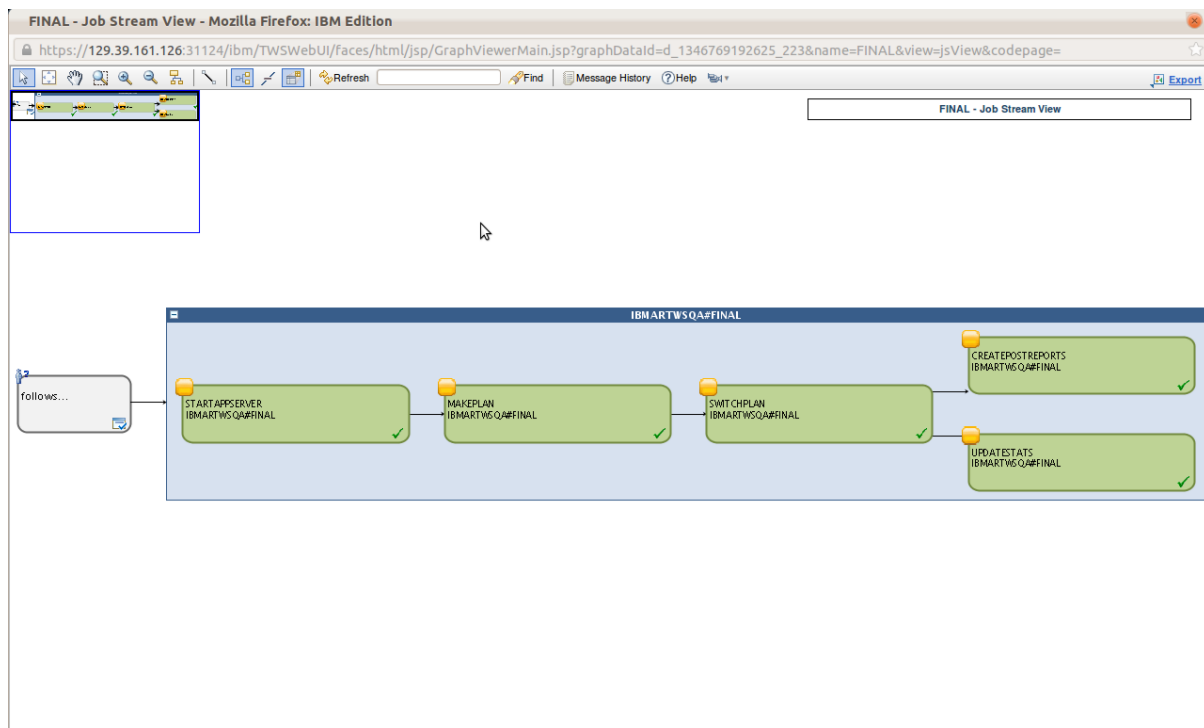 FINAL - Job Stream View - Mozilla Firefox: IBM Edition
https://129.39.161.126:31124/ibm/TWSWebUI/faces/html/jsp/GraphViewerMain.jsp?graphDataId=d_1346769192625_223&name=FINAL&view=jsView&codepage=
Refresh Find Message History Help Export
FINAL - Job Stream View
IBMARTWSQA#FINAL
follows...
STARTAPPSERVER
IBMARTWSQA#FINAL
MAKEPLAN
IBMARTWSQA#FINAL
SWITCHPLAN
IBMARTWSQA#FINAL
CREATEPOSTREPORTS
IBMARTWSQA#FINAL
UPDATESTATS
IBMARTWSQA#FINAL